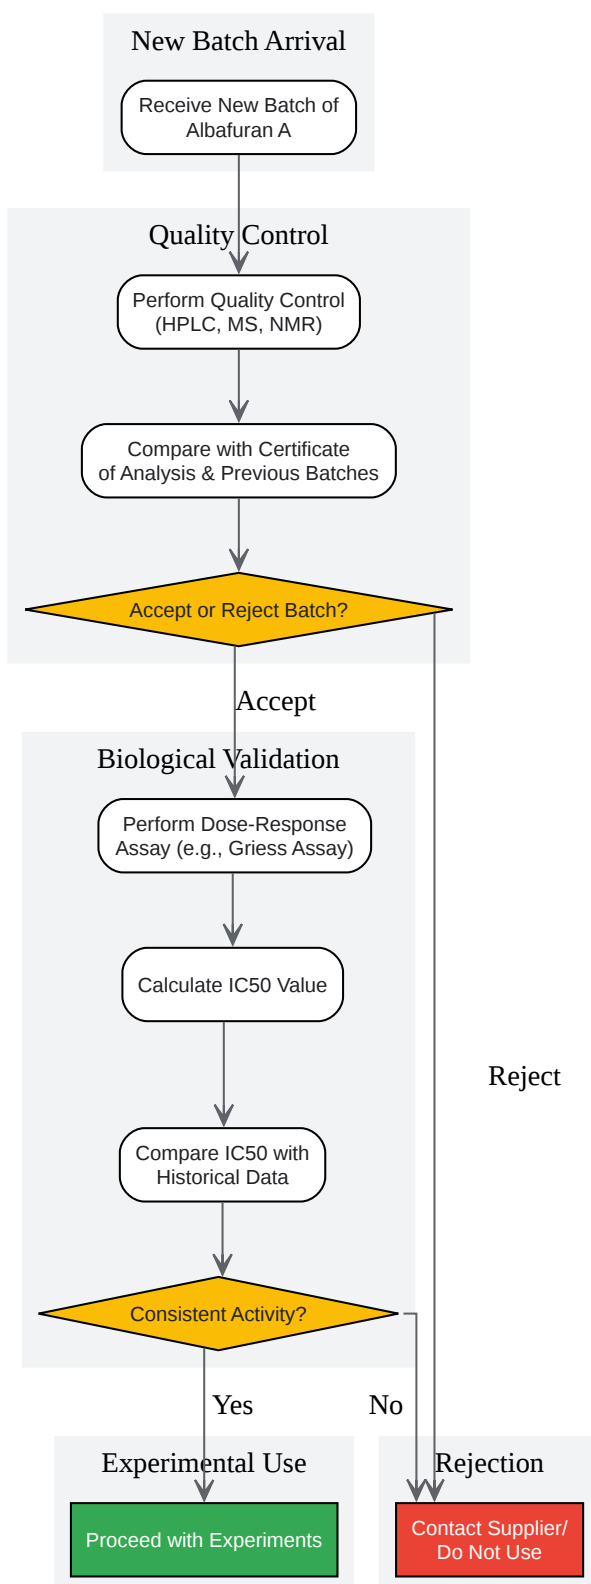 New Batch Arrival
Receive New Batch of
Albafuran A
Quality Control
Perform Quality Control
(HPLC, MS, NMR)
Compare with Certificate
of Analysis & Previous Batches
Accept or Reject Batch?
Accept
Biological Validation
Perform Dose-Response
Assay (e.g., Griess Assay)
Calculate IC50 Value
Reject
Compare IC50 with
Historical Data
Consistent Activity?
Yes
No
Experimental Use
Proceed with Experiments
Rejection
Contact Supplier/
Do Not Use